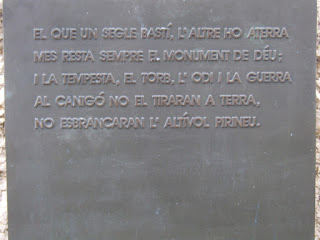 EL QUE UN SEGLE BASTÍ, L'ALTRE HO ATERRA
MES RESTA SEMPRE EL MONUMENT DE DÉU;
I LA TEMPESTA, EL TORB, L' ODI I LA GUERRA
AL CANIGÓ NO EL TIRARAN A TERRA,
NO ESBRANCARAN L' ALTÍVOL PIRINEU.